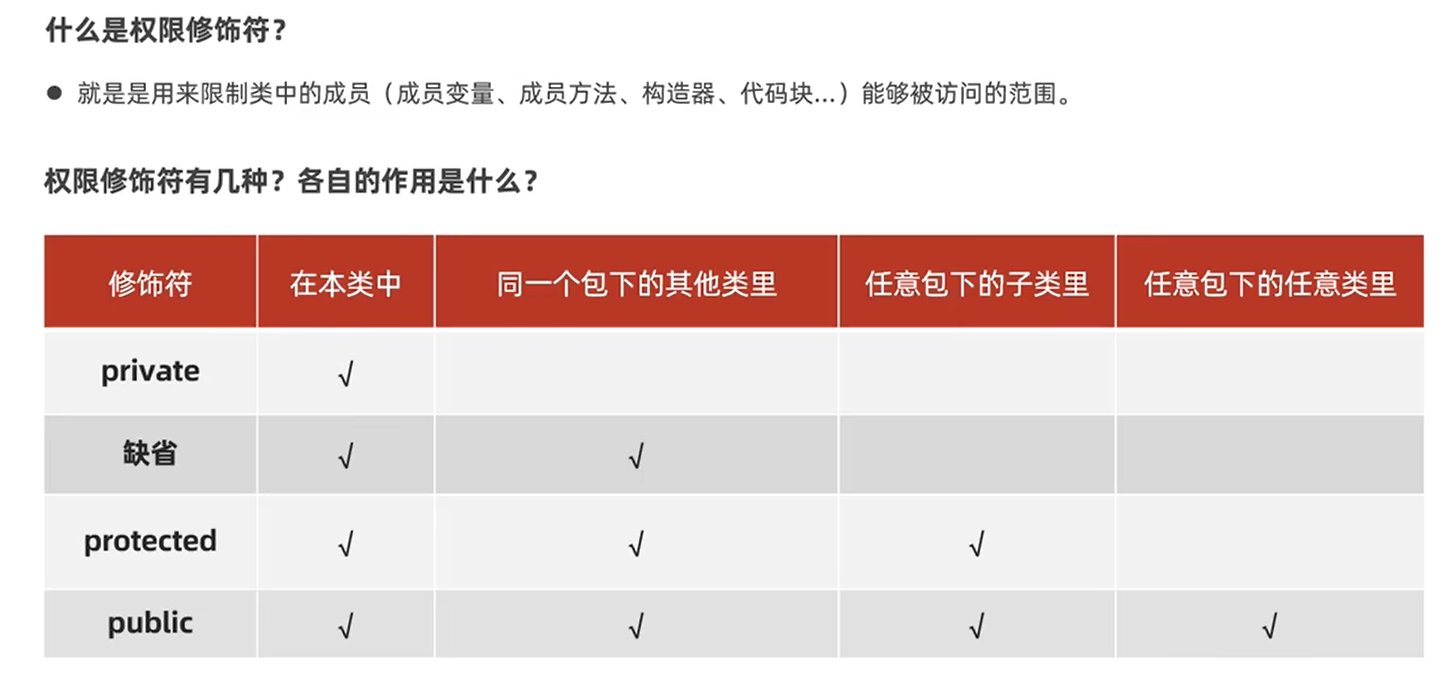 什么是权限修饰符？
● 就是是用来限制类中的成员（成员变量、成员方法、构造器、代码块...）能够被访问的范围。
权限修饰符有几种？各自的作用是什么？
修饰符 在本类中 同一个包下的其他类里 任意包下的子类里 任意包下的任意类里
private √
缺省 √ √
protected √ √ √
public √ √ √ √